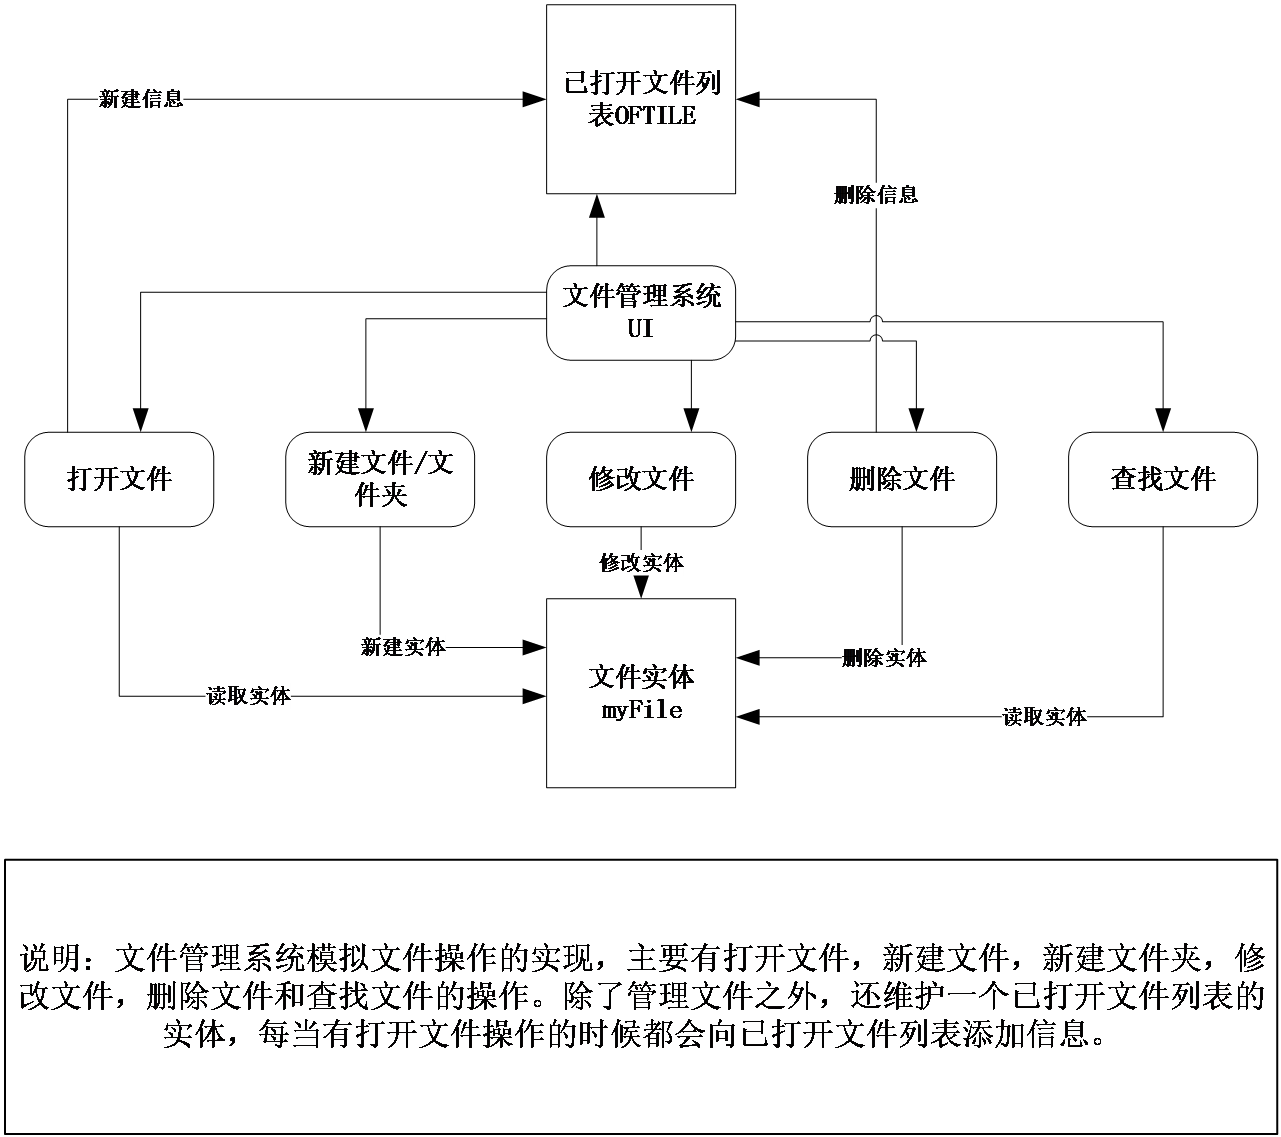 已打开文件列
表OFTILE
新建信息
删除信息
文件管理系统
UI
打开文件
新建文件/文
件夹
修改文件
删除文件
查找文件
修改实体
新建实体
删除实体
读取实体
文件实体
myFile
读取实体
说明：文件管理系统模拟文件操作的实现，主要有打开文件，新建文件，新建文件夹，修
改文件，删除文件和查找文件的操作。除了管理文件之外，还维护一个已打开文件列表的
实体，每当有打开文件操作的时候都会向已打开文件列表添加信息。